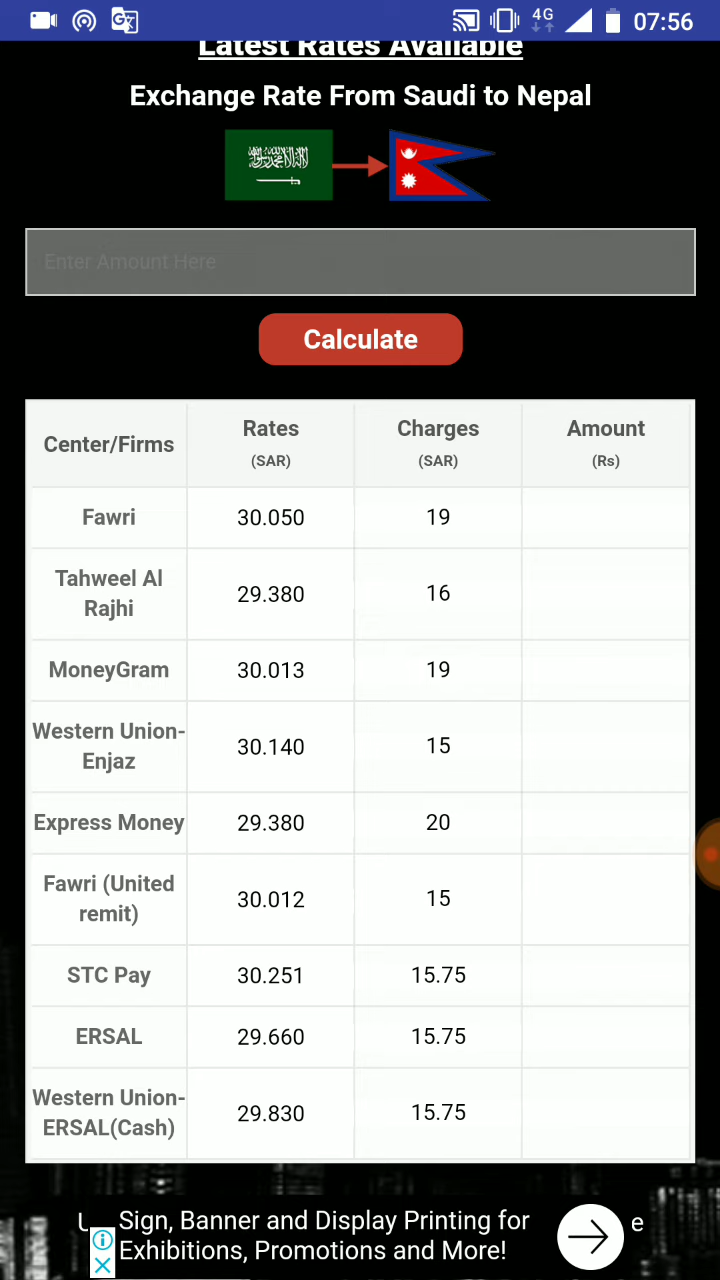 4G 07:56
Latest Rates Available
Exchange Rate From Saudi to Nepal
Enter Amount Here
Calculate
Center/Firms Rates (SAR) Charges (SAR) Amount (Rs)
Fawri 30.050 19
Tahweel Al
Rajhi 29.380 16
MoneyGram 30.013 19
Western Union-
Enjaz 30.140 15
Express Money 29.380 20
Fawri (United
remit) 30.012 15
STC Pay 30.251 15.75
ERSAL 29.660 15.75
Western Union-
ERSAL(Cash) 29.830 15.75
Sign, Banner and Display Printing for
Exhibitions, Promotions and More!